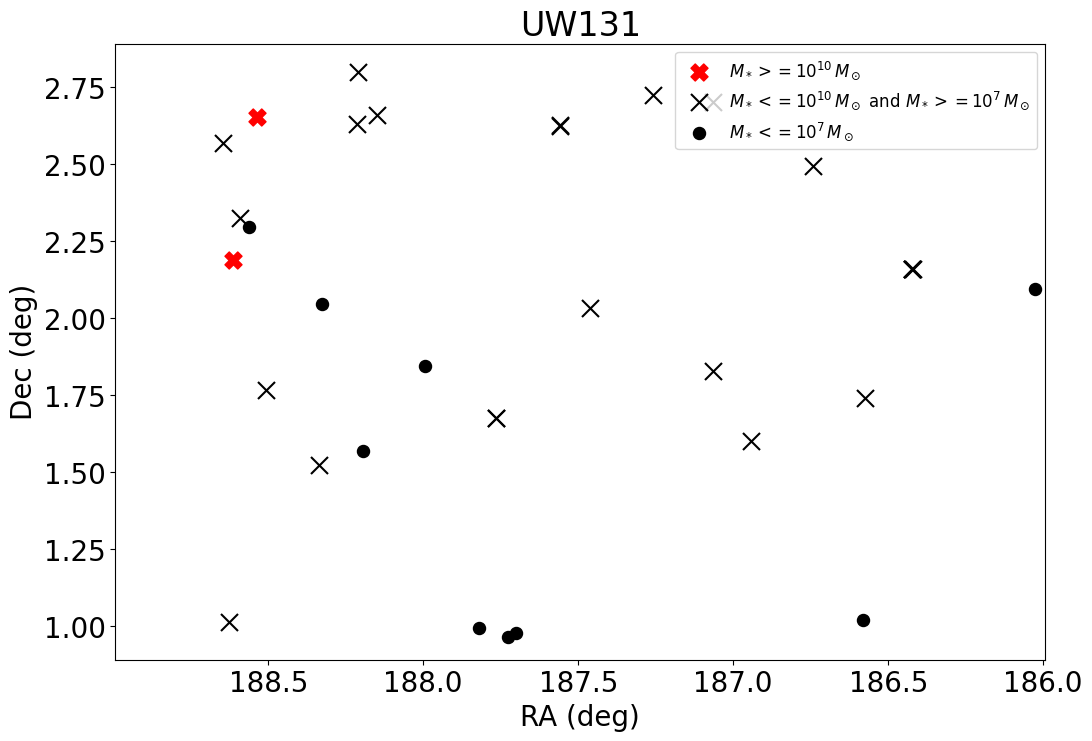 UW131
M* >= 10^10 M⊙
M* <= 10^10 M⊙ and M* >= 10^7 M⊙
M* <= 10^7 M⊙
2.75
2.50
2.25
2.00
1.75
1.50
1.25
1.00
Dec (deg)
188.5 188.0 187.5 187.0 186.5 186.0
RA (deg)